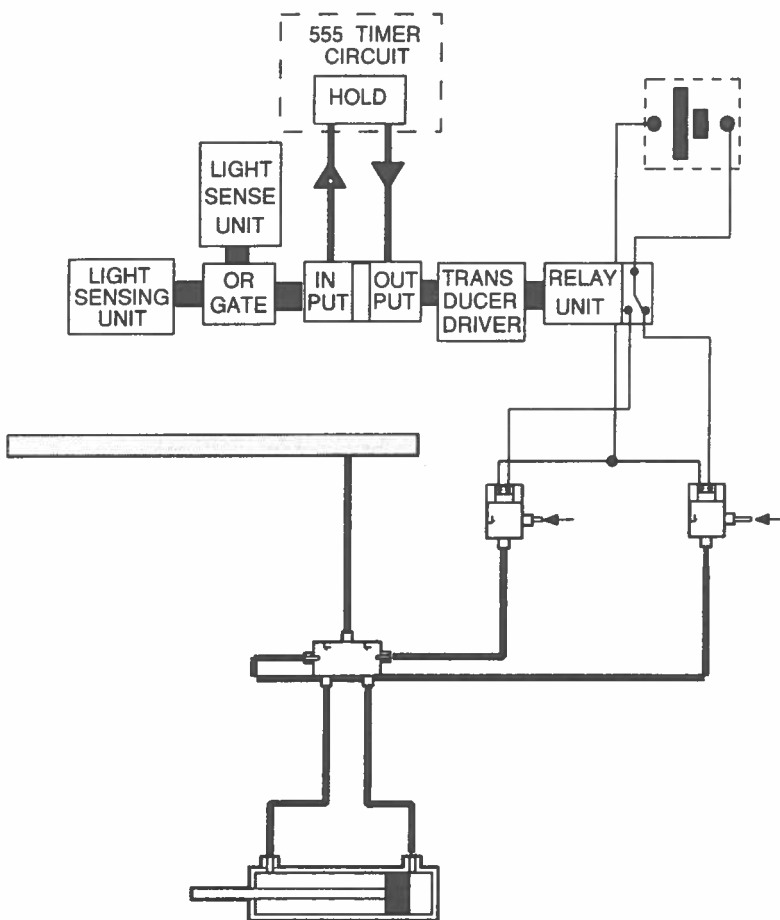 555 TIMER
CIRCUIT
HOLD
LIGHT
SENSE
UNIT
LIGHT
SENSING
UNIT
OR
GATE
IN
PUT
OUT
PUT
TRANS
DUCER
DRIVER
RELAY
UNIT